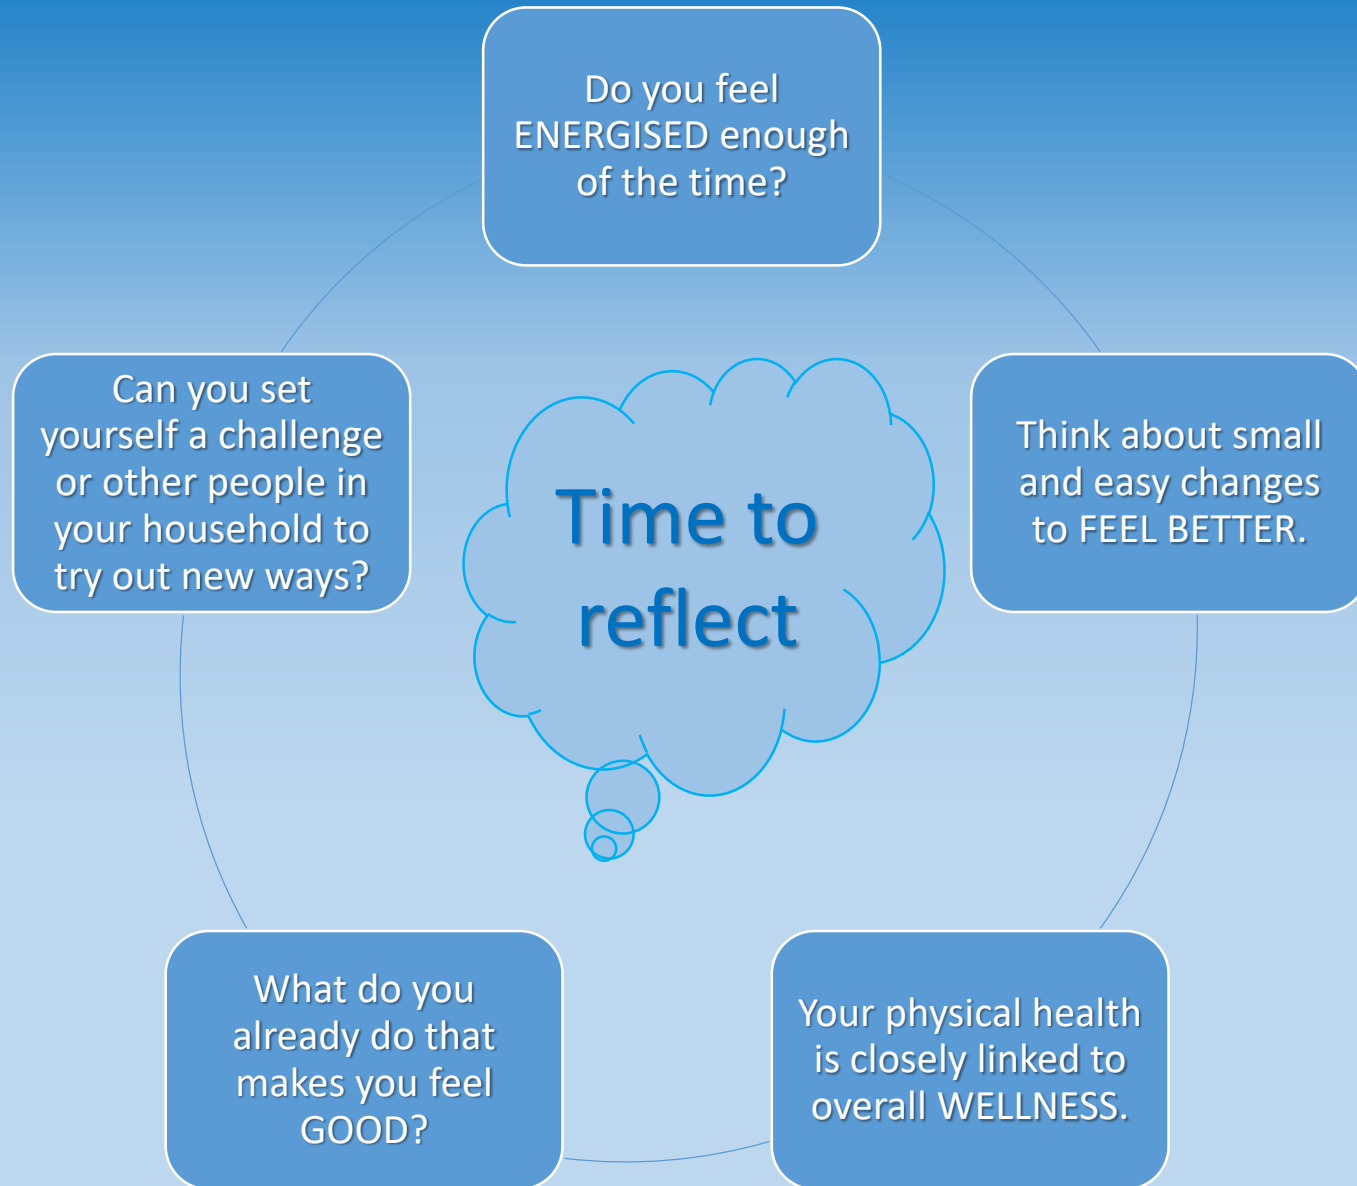 Do you feel
ENERGISED enough
of the time?
Think about small
and easy changes
to FEEL BETTER.
Your physical health
is closely linked to
overall WELLNESS.
What do you
already do that
makes you feel
GOOD?
Can you set
yourself a challenge
or other people in
your household to
try out new ways?
Time to
reflect